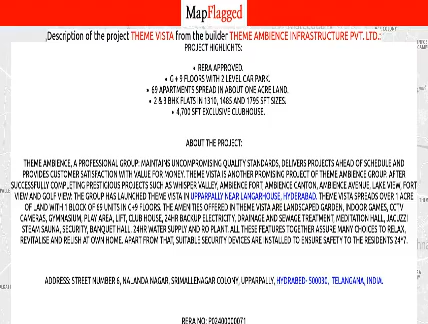 MapFlagged
Description of the project THEME VISTA from the builder THEME AMBIENCE INFRASTRUCTURE PVT. LTD.:
PROJECT HIGHLIGHTS:
• RERA APPROVED.
• G + 9 FLOORS WITH 2 LEVEL CAR PARK.
• 69 APARTMENTS SPREAD IN ABOUT ONE ACRE LAND.
• 2 & 3 BHK FLATS IN 1310, 1485 AND 1795 SFT SIZES.
• 4,700 SFT EXCLUSIVE CLUBHOUSE.
ABOUT THE PROJECT:
THEME AMBIENCE, A PROFESSIONAL GROUP: MAINTAINS UNCOMPROMISING QUALITY STANDARDS, DELIVERS PROJECTS AHEAD OF SCHEDULE AND
PROVIDES CUSTOMER SATISFACTION WITH VALUE FOR MONEY. THEME VISTA IS ANOTHER PROMISING PROJECT OF THEME AMBIENCE GROUP. AFTER
SUCCESSFULLY COMPLETING PRESTIGIOUS PROJECTS SUCH AS WHISPER VALLEY, AMBIENCE FORT, AMBIENCE CANTON, AMBIENCE AVENUE, LAKE VIEW, FORT
VIEW AND GOLF VIEW. THE GROUP HAS LAUNCHED THEME VISTA IN UPPARPALLY NEAR LANGARHOUSE, HYDERABAD. THEME VISTA SPREADS OVER 1 ACRE
OF LAND WITH 1 BLOCK OF 69 UNITS IN G+9 FLOORS. THE AMENITIES OFFERED IN THEME VISTA ARE LANDSCAPED GARDEN, INDOOR GAMES, CCTV
CAMERAS, GYMNASIUM, PLAY AREA, LIFT, CLUB HOUSE, 24HR BACKUP ELECTRICITY, DRAINAGE AND SEWAGE TREATMENT, MEDITATION HALL, JACUZZI
STEAM SAUNA, SECURITY, BANQUET HALL, 24HR WATER SUPPLY AND RO PLANT. ALL THESE FEATURES TOGETHER ASSURE MANY CHOICES TO RELAX,
REVITALISE AND RELISH AT OWN HOME. APART FROM THAT, SUITABLE SECURITY DEVICES ARE INSTALLED TO ENSURE SAFETY TO THE RESIDENTS 24*7.
ADDRESS: STREET NUMBER 6, NALANDA NAGAR, SRIMALLENAGAR COLONY, UPPARPALLY, HYDRABED- 500030, TELANGANA, INDIA.
RERA NO: P02400000071